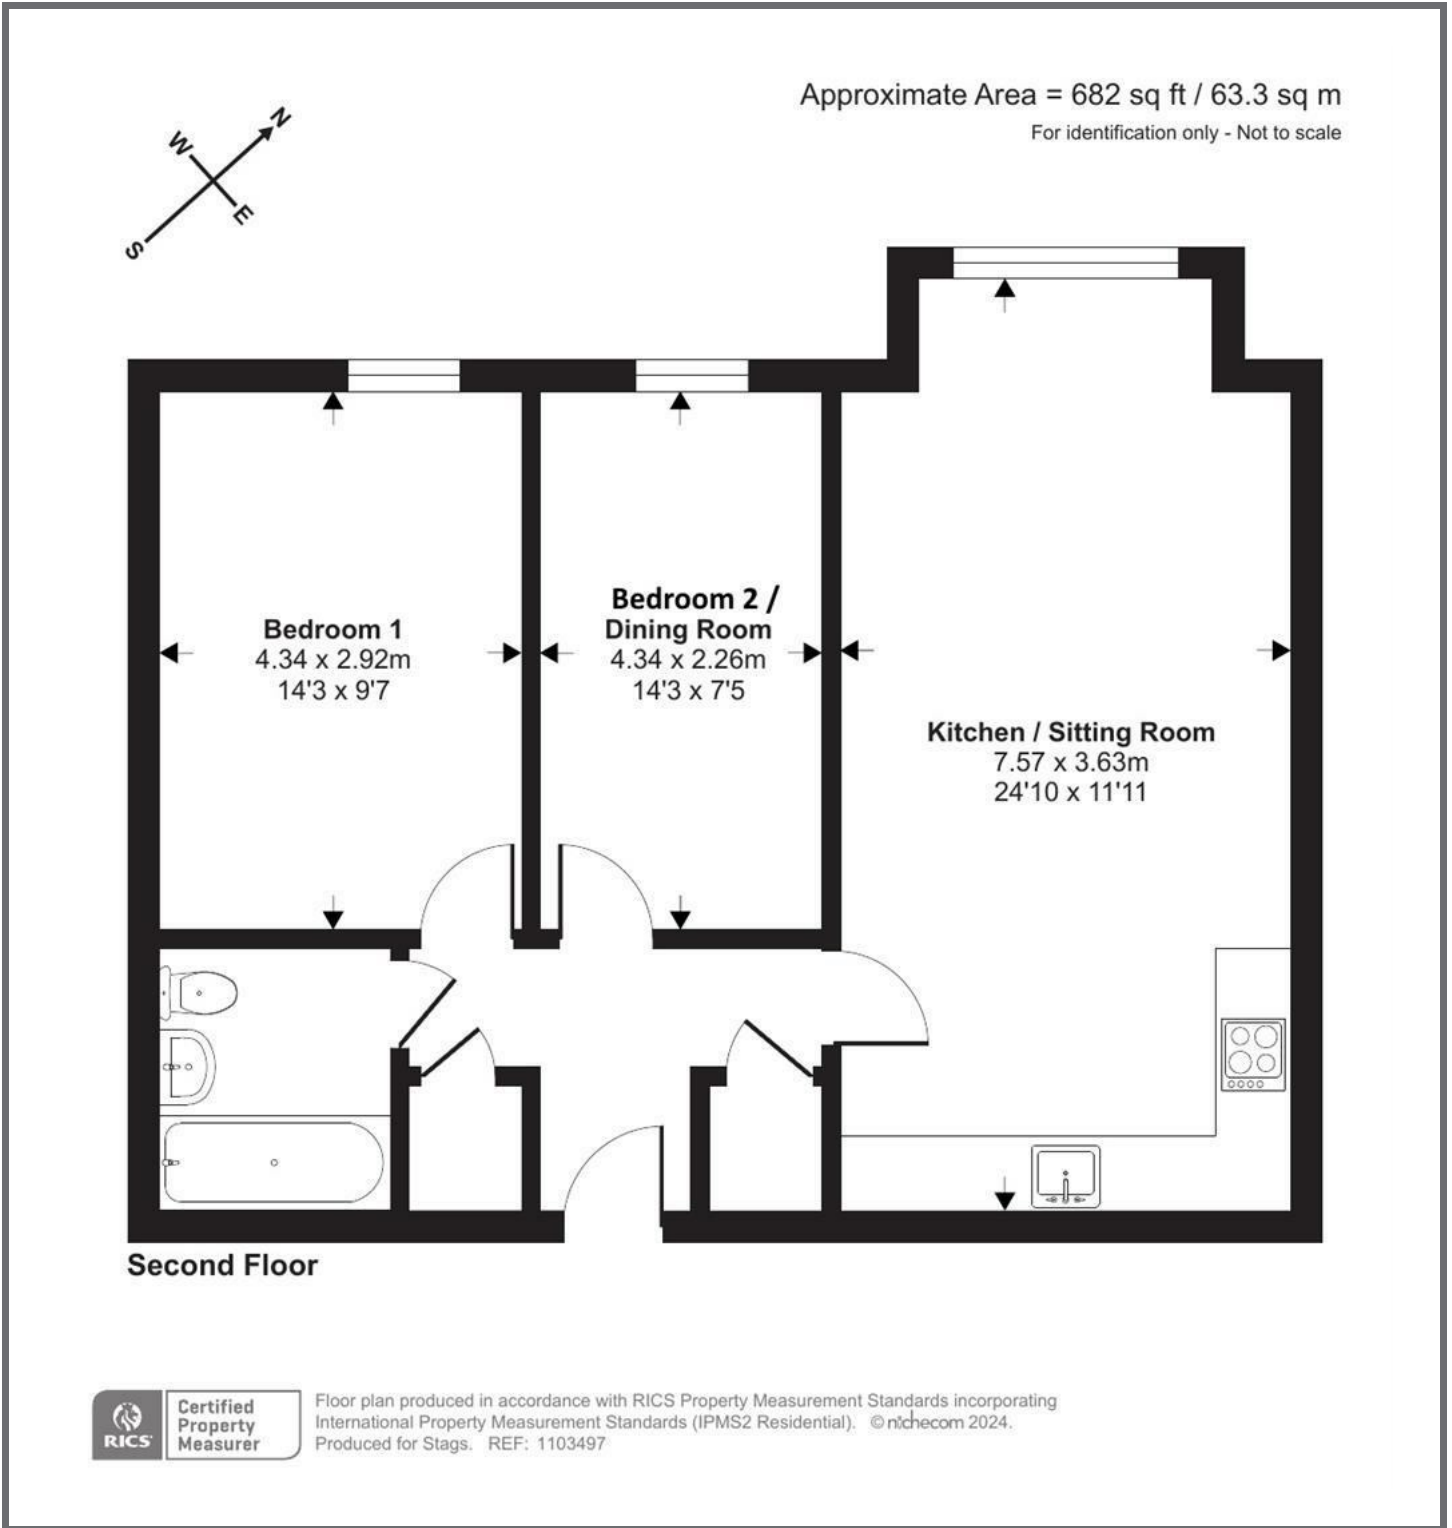 Approximate Area = 682 sq ft / 63.3 sq m
For identification only - Not to scale
N
W
E
S
Bedroom 1
4.34 x 2.92m
14'3 x 9'7
Bedroom 2 /
Dining Room
4.34 x 2.26m
14'3 x 7'5
Kitchen / Sitting Room
7.57 x 3.63m
24'10 x 11'11
Second Floor
RICS
Certified
Property
Measurer
Floor plan produced in accordance with RICS Property Measurement Standards incorporating
International Property Measurement Standards (IPMS2 Residential). © nichecom 2024.
Produced for Stags. REF: 1103497